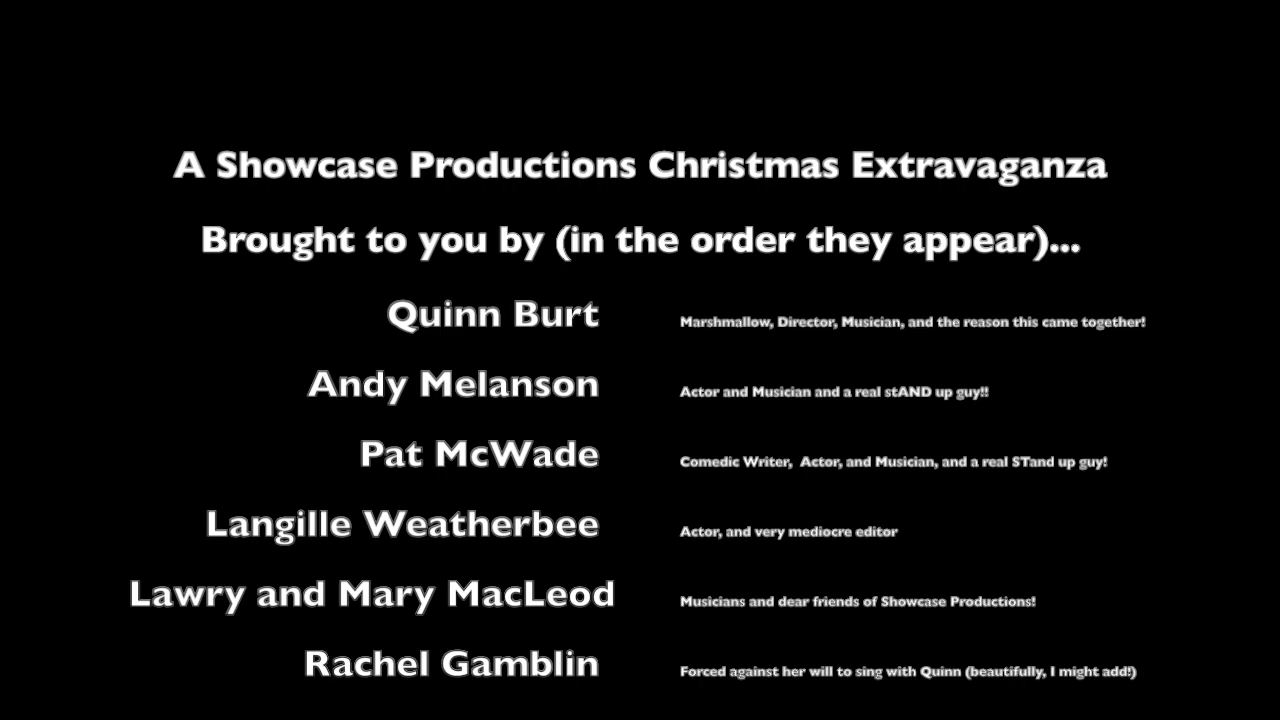 A Showcase Productions Christmas Extravaganza
Brought to you by (in the order they appear)...
Quinn Burt Marshmallow, Director, Musician, and the reason this came together!
Andy Melanson Actor and Musician and a real stAND up guy!!
Pat McWade Comedic Writer, Actor, and Musician, and a real STand up guy!
Langille Weatherbee Actor, and very mediocre editor
Lawry and Mary MacLeod Musicians and dear friends of Showcase Productions!
Rachel Gamblin Forced against her will to sing with Quinn (beautifully, I might add!)